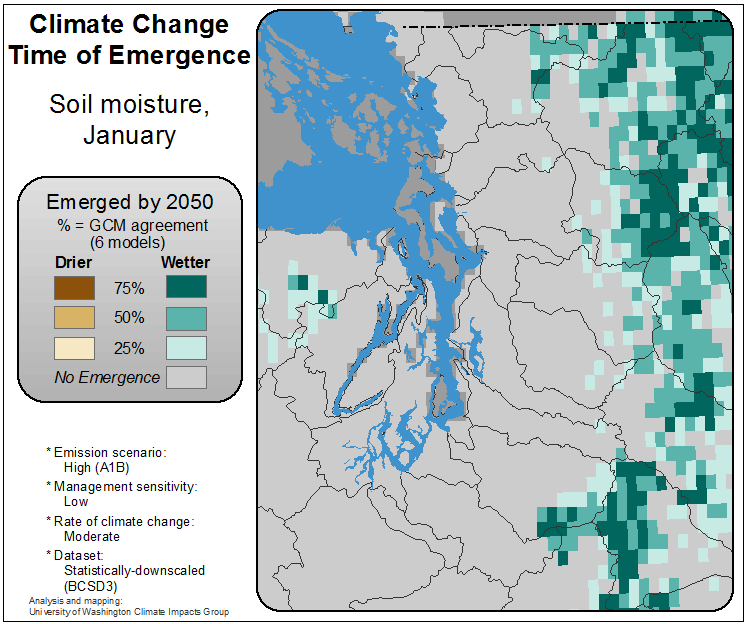 Climate Change
Time of Emergence
Soil moisture,
January
Emerged by 2050
% = GCM agreement
(6 models)
Drier Wetter
75%
50%
25%
No Emergence
* Emission scenario:
High (A1B)
* Management sensitivity:
Low
* Rate of climate change:
Moderate
* Dataset:
Statistically-downscaled
(BCSD3)
Analysis and mapping:
University of Washington Climate Impacts Group